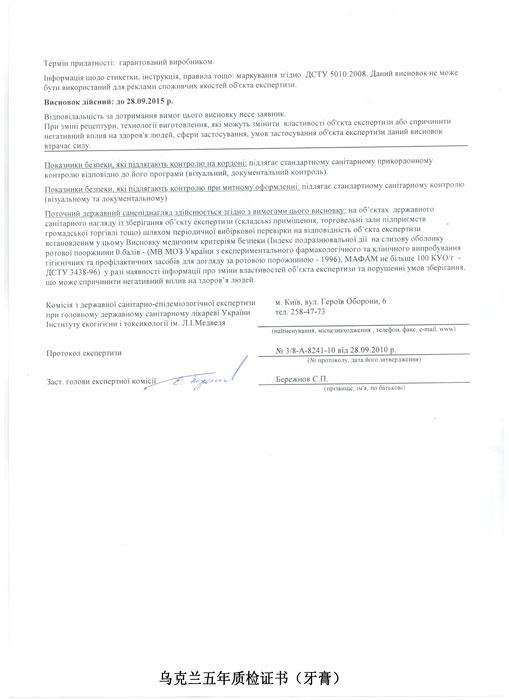 Термін придатності: гарантований виробником.
Інформація щодо етикетки, інструкція, правила тощо: маркування згідно ДСТУ 5010:2008. Даний висновок не може
бути використаний для реклами споживчих якостей об'єкта експертизи.
Висновок дійсний: до 28.09.2015 р.
Відповідальність за дотримання вимог цього висновку несе заявник.
При зміні рецептури, технології виготовлення, які можуть змінити властивості об'єкта експертизи або спричинити
негативний вплив на здоров'я людей, сфери застосування, умов застосування об'єкта експертизи даний висновок
втрачає силу.
Показники безпеки, які підлягають контролю на кордоні: підлягає стандартному санітарному прикордонному
контролю відповідно до його програми (візуальний, документальний контроль).
Показники безпеки, які підлягають контролю при митному оформленні: підлягає стандартному санітарному контролю
(візуальному та документальному)
Поточний державний санепіднагляд здійснюється згідно з вимогами цього висновку: на об'єктах державного
санітарного нагляду із зберігання об'єкту експертизи (складські приміщення, торговельні зали підприємств
громадської торгівлі тощо) шляхом періодичної вибіркової перевірки на відповідність об'єкта експертизи
встановленим у цьому Висновку медичним критеріям безпеки (Індекс подразнювальної дії на слизову оболонку
ротової пооржнини 0 базів - (МВ МОЗ України з експериментального фармакологічного та клінічного випробування
гігієнічних та профілактичних засобів для догляду за ротовою порожниною - 1996), МАФАМ не більше 100 КУО/г -
ДСТУ 3438-96) у разі наявності інформації про зміни властивостей об'єкта експертизи та порушенні умов зберігання,
що може спричинити негативний вплив на здоров'я людей.
Комісія з державної санітарно-епідеміологічної експертизи
при головному державному санітарному лікареві України
Інституту екогігієни і токсикології ім. Л.І.Медведя
м. Київ, вул. Героїв Оборони, 6
тел. 258-47-73
(найменування, місцезнаходження , телефон, факс, e-mail, www)
Протокол експертизи
№ 3/8-А-8241-10 від 28.09.2010 р.
(№ протоколу, дата його затвердження)
Заст. голови експертної комісії
Бережнов С.П.
(прізвище, ім'я, по батькові)
乌克兰五年质检证书（牙膏）